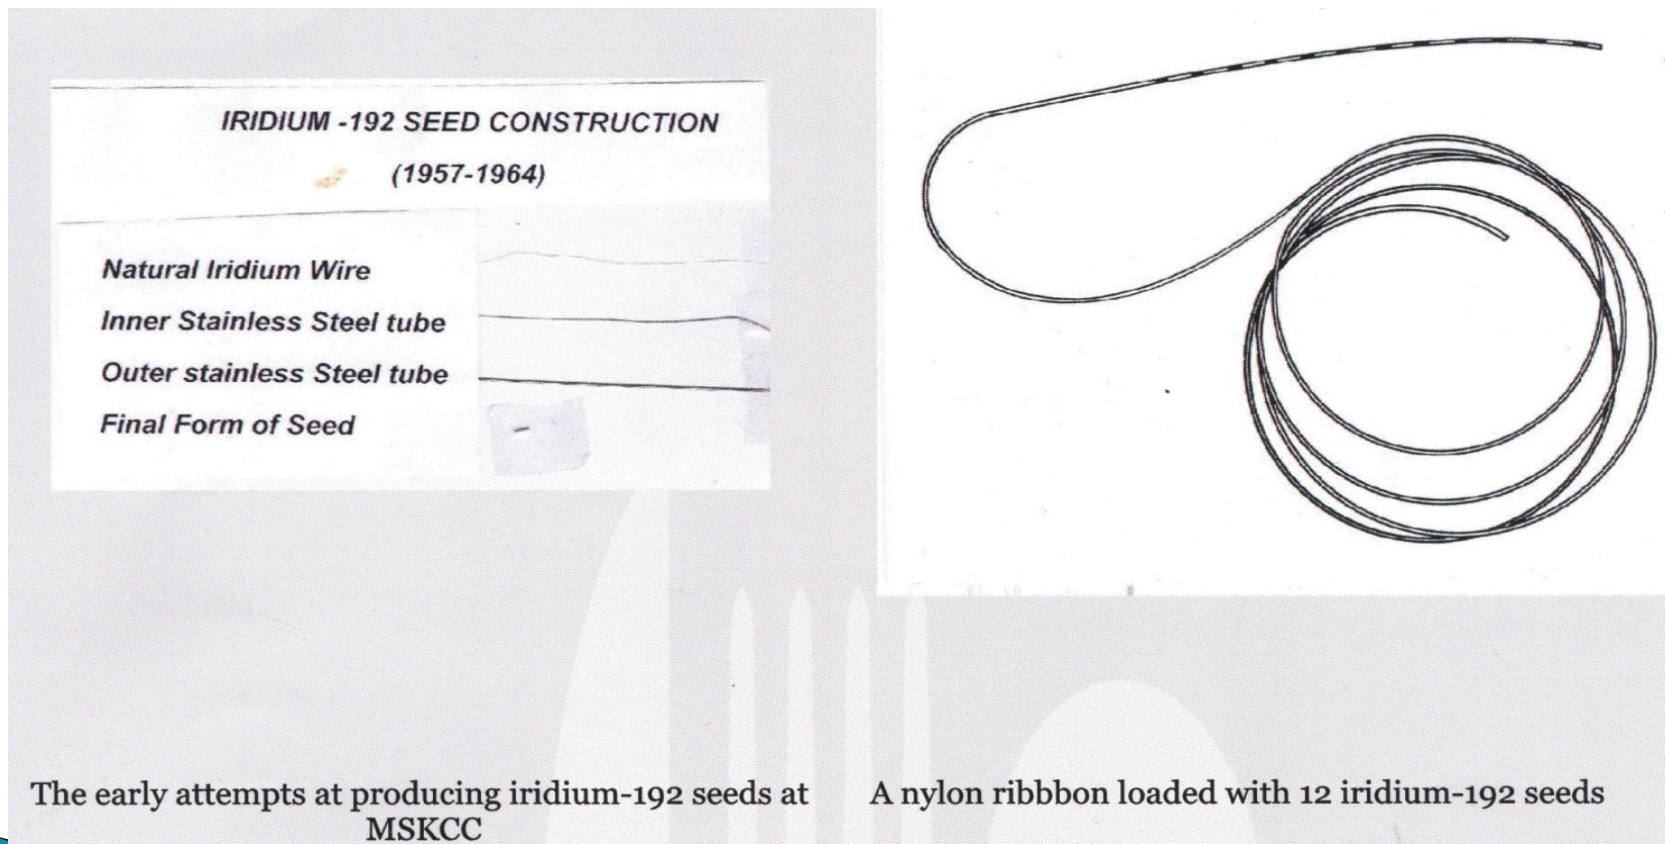 IRIDIUM -192 SEED CONSTRUCTION
(1957-1964)
Natural Iridium Wire
Inner Stainless Steel tube
Outer stainless Steel tube
Final Form of Seed
The early attempts at producing iridium-192 seeds at
MSKCC
A nylon ribbbon loaded with 12 iridium-192 seeds